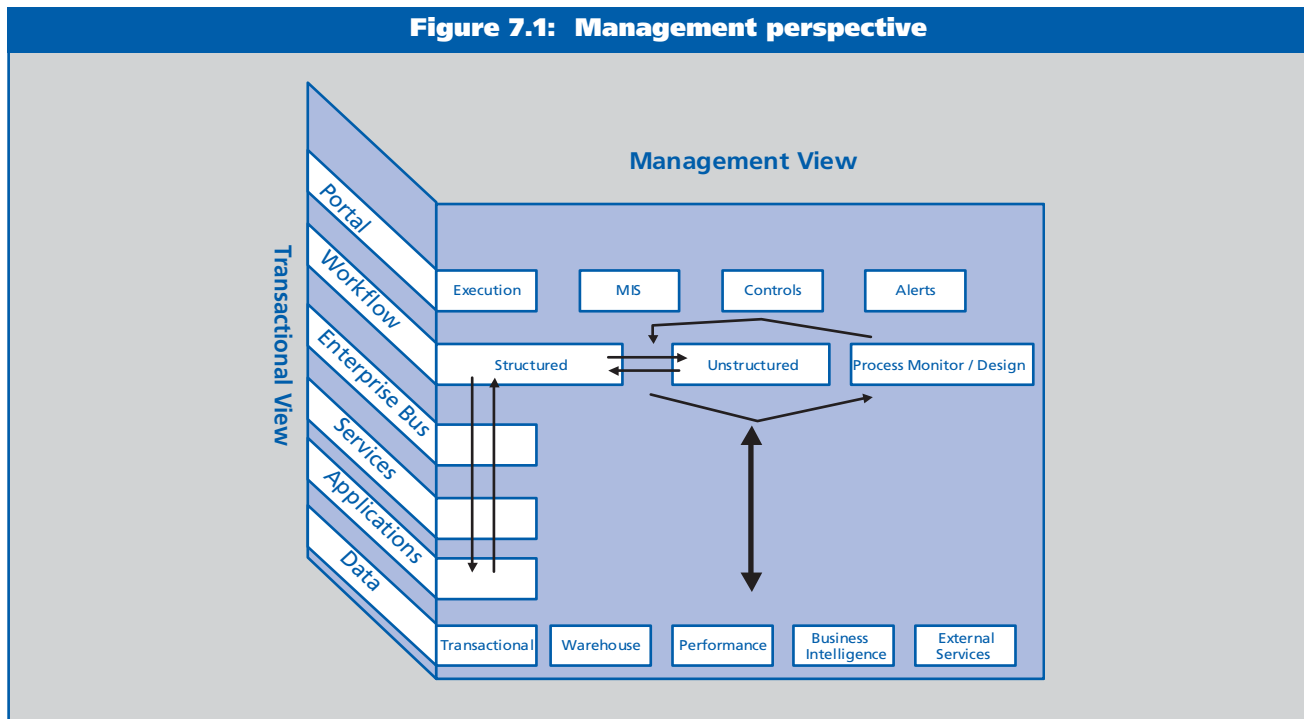 Figure 7.1: Management perspective
Management View
Transactional View
Portal
Workflow
Enterprise Bus
Services
Applications
Data
Execution
MIS
Controls
Alerts
Structured
Unstructured
Process Monitor / Design
Transactional
Warehouse
Performance
Business
Intelligence
External
Services